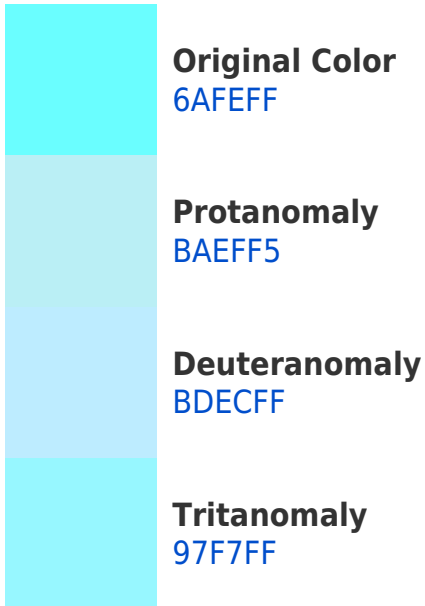 Original Color
6AFEFF
Protanomaly
BAEFF5
Deuteranomaly
BDECFF
Tritanomaly
97F7FF